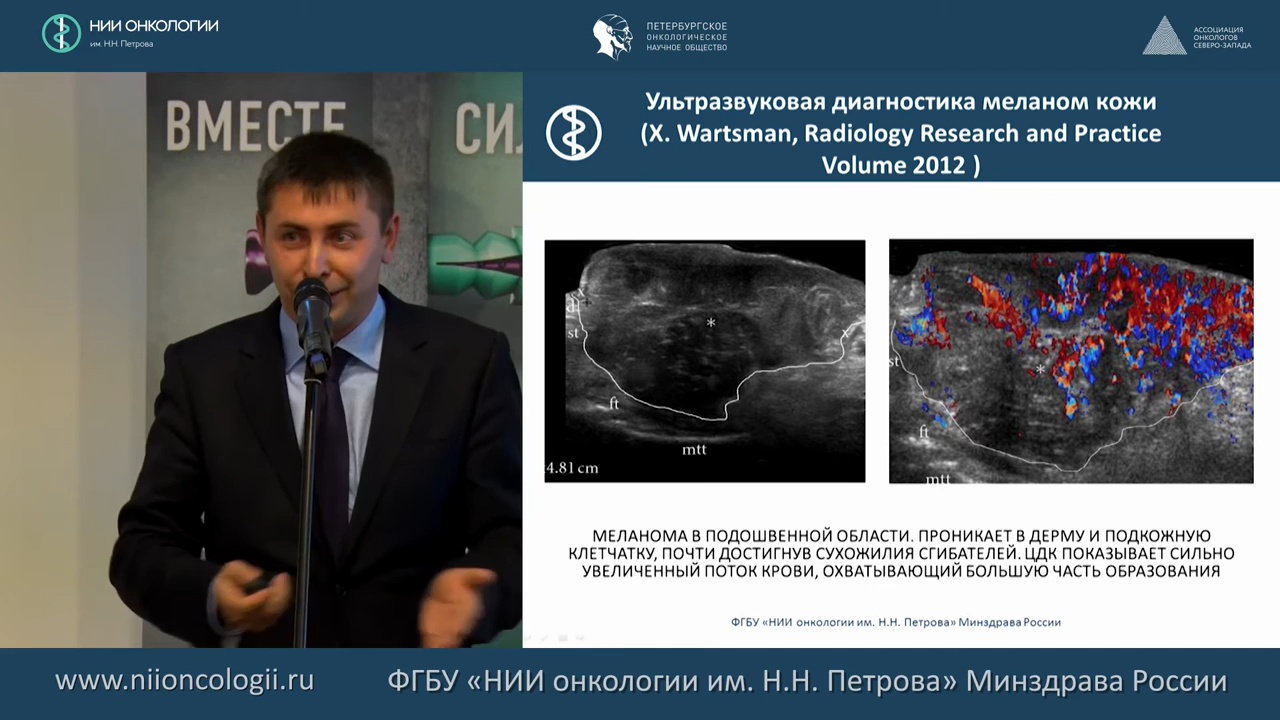 НИИ ОНКОЛОГИИ
им. Н.Н. Петрова
ПЕТЕРБУРГСКОЕ
ОНКОЛОГИЧЕСКОЕ
НАУЧНОЕ ОБЩЕСТВО
АССОЦИАЦИЯ
ОНКОЛОГОВ
СЕВЕРО-ЗАПАДА
ВМЕСТЕ
Ультразвуковая диагностика меланом кожи
(X. Wartsman, Radiology Research and Practice
Volume 2012 )
x
d
st
*
x
ft
mtt
4.81 cm
st
*
ft
mtt
МЕЛАНОМА В ПОДОШВЕННОЙ ОБЛАСТИ. ПРОНИКАЕТ В ДЕРМУ И ПОДКОЖНУЮ
КЛЕТЧАТКУ, ПОЧТИ ДОСТИГНУВ СУХОЖИЛИЯ СГИБАТЕЛЕЙ. ЦДК ПОКАЗЫВАЕТ СИЛЬНО
УВЕЛИЧЕННЫЙ ПОТОК КРОВИ, ОХВАТЫВАЮЩИЙ БОЛЬШУЮ ЧАСТЬ ОБРАЗОВАНИЯ
ФГБУ «НИИ онкологии им. Н.Н. Петрова» Минздрава России
www.niioncologii.ru
ФГБУ «НИИ онкологии им. Н.Н. Петрова» Минздрава России